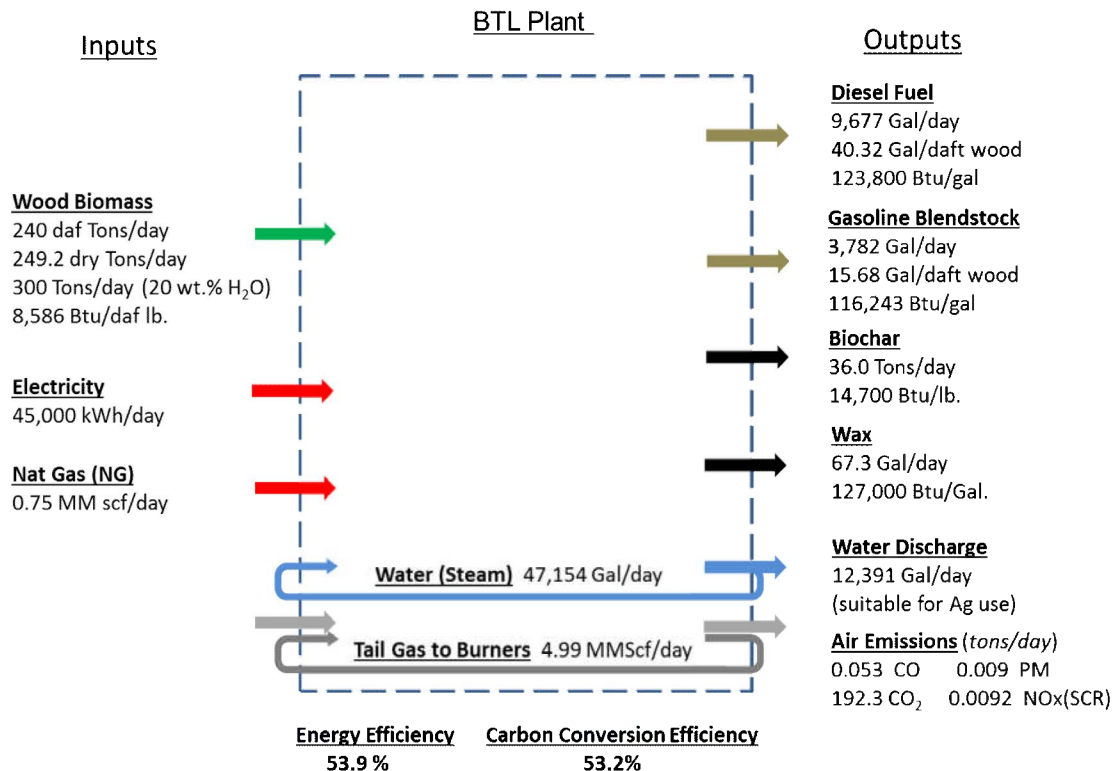 BTL Plant
Inputs
Outputs
Wood Biomass
240 daf Tons/day
249.2 dry Tons/day
300 Tons/day (20 wt.% H₂O)
8,586 Btu/daf lb.
Electricity
45,000 kWh/day
Nat Gas (NG)
0.75 MM scf/day
Diesel Fuel
9,677 Gal/day
40.32 Gal/daft wood
123,800 Btu/gal
Gasoline Blendstock
3,782 Gal/day
15.68 Gal/daft wood
116,243 Btu/gal
Biochar
36.0 Tons/day
14,700 Btu/lb.
Wax
67.3 Gal/day
127,000 Btu/Gal.
Water (Steam) 47,154 Gal/day
Water Discharge
12,391 Gal/day
(suitable for Ag use)
Tail Gas to Burners 4.99 MMScf/day
Air Emissions (tons/day)
0.053 CO 0.009 PM
192.3 CO₂ 0.0092 NOx(SCR)
Energy Efficiency
53.9 %
Carbon Conversion Efficiency
53.2%